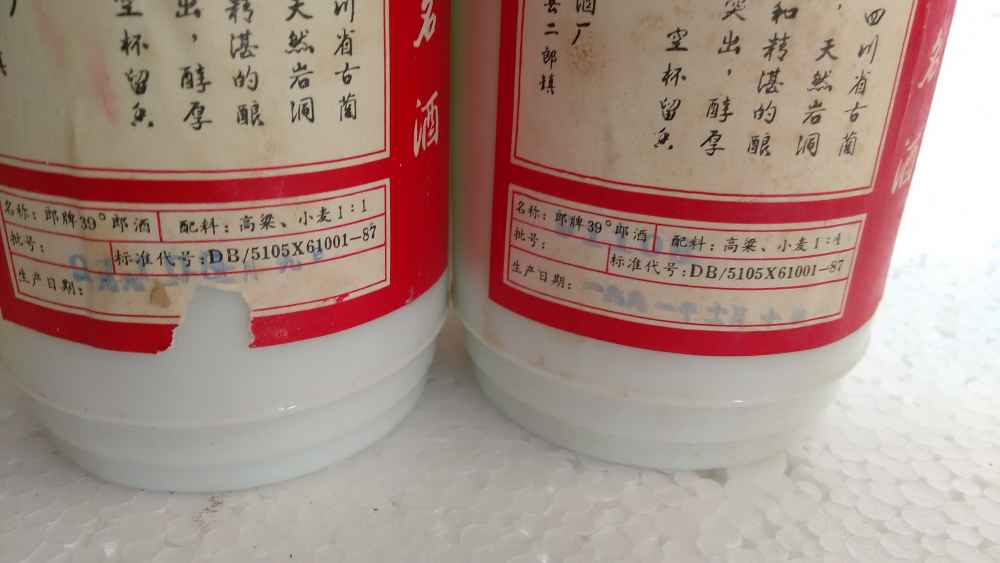 名酒
四川省古蔺
天然岩洞
精湛的酿
出，醇厚
空杯留香
名称：郎牌39°郎酒 配料：高粱、小麦1：1
批号： 标准代号：DB/5105X61001-87
生产日期：
名酒
四川省古蔺
，天然岩洞
和精湛的酿
突出，醇厚
空杯留香
酒厂
县二郎镇
名称：郎牌39°郎酒 配料：高粱、小麦1：4
批号： 标准代号：DB/5105X61001-87
生产日期：